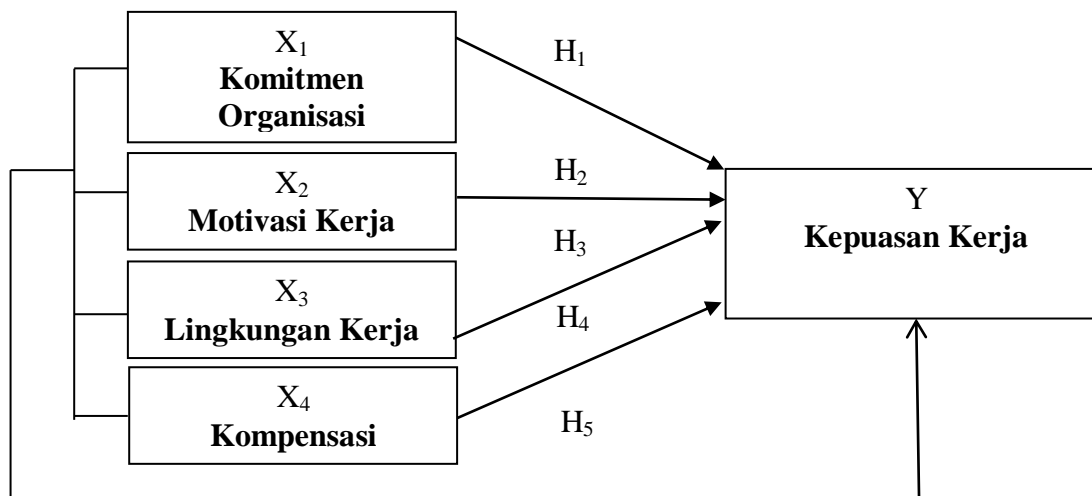 X₁
Komitmen
Organisasi
H₁
X₂
Motivasi Kerja
H₂
X₃
Lingkungan Kerja
H₃
X₄
Kompensasi
H₄
H₅
Y
Kepuasan Kerja